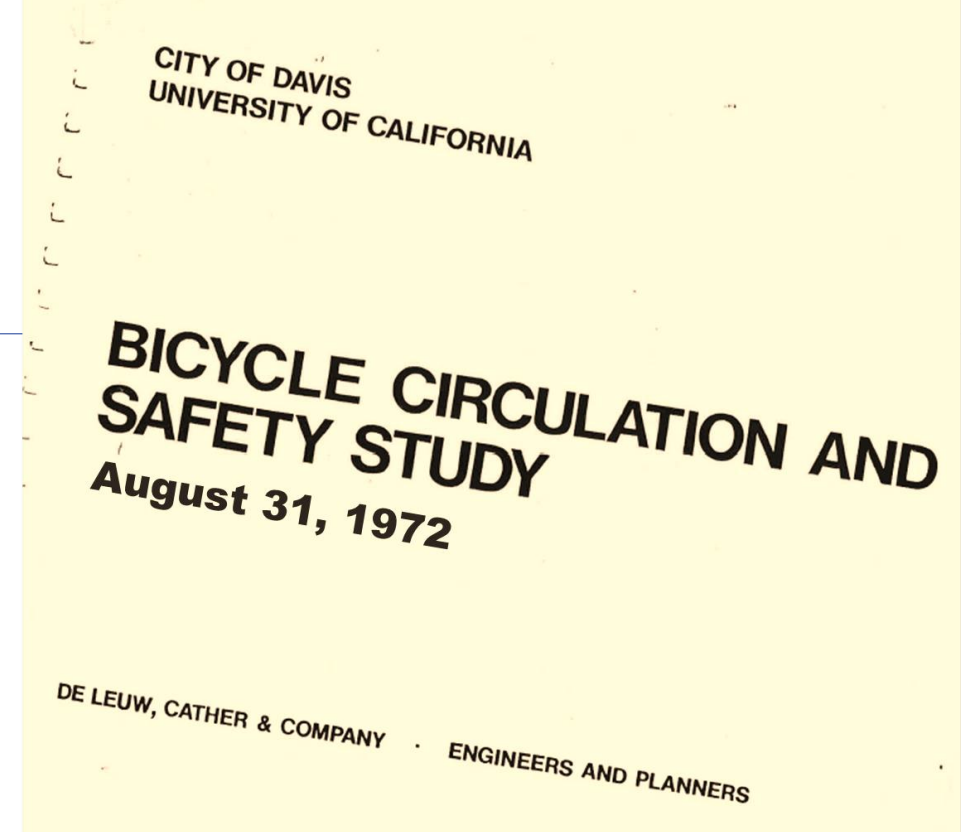 CITY OF DAVIS
UNIVERSITY OF CALIFORNIA
BICYCLE CIRCULATION AND
SAFETY STUDY
August 31, 1972
DE LEUW, CATHER & COMPANY · ENGINEERS AND PLANNERS